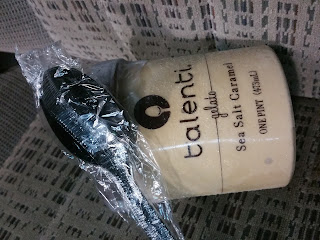 talenti.
gelato
Sea Salt Caramel
ONE PINT (473mL)